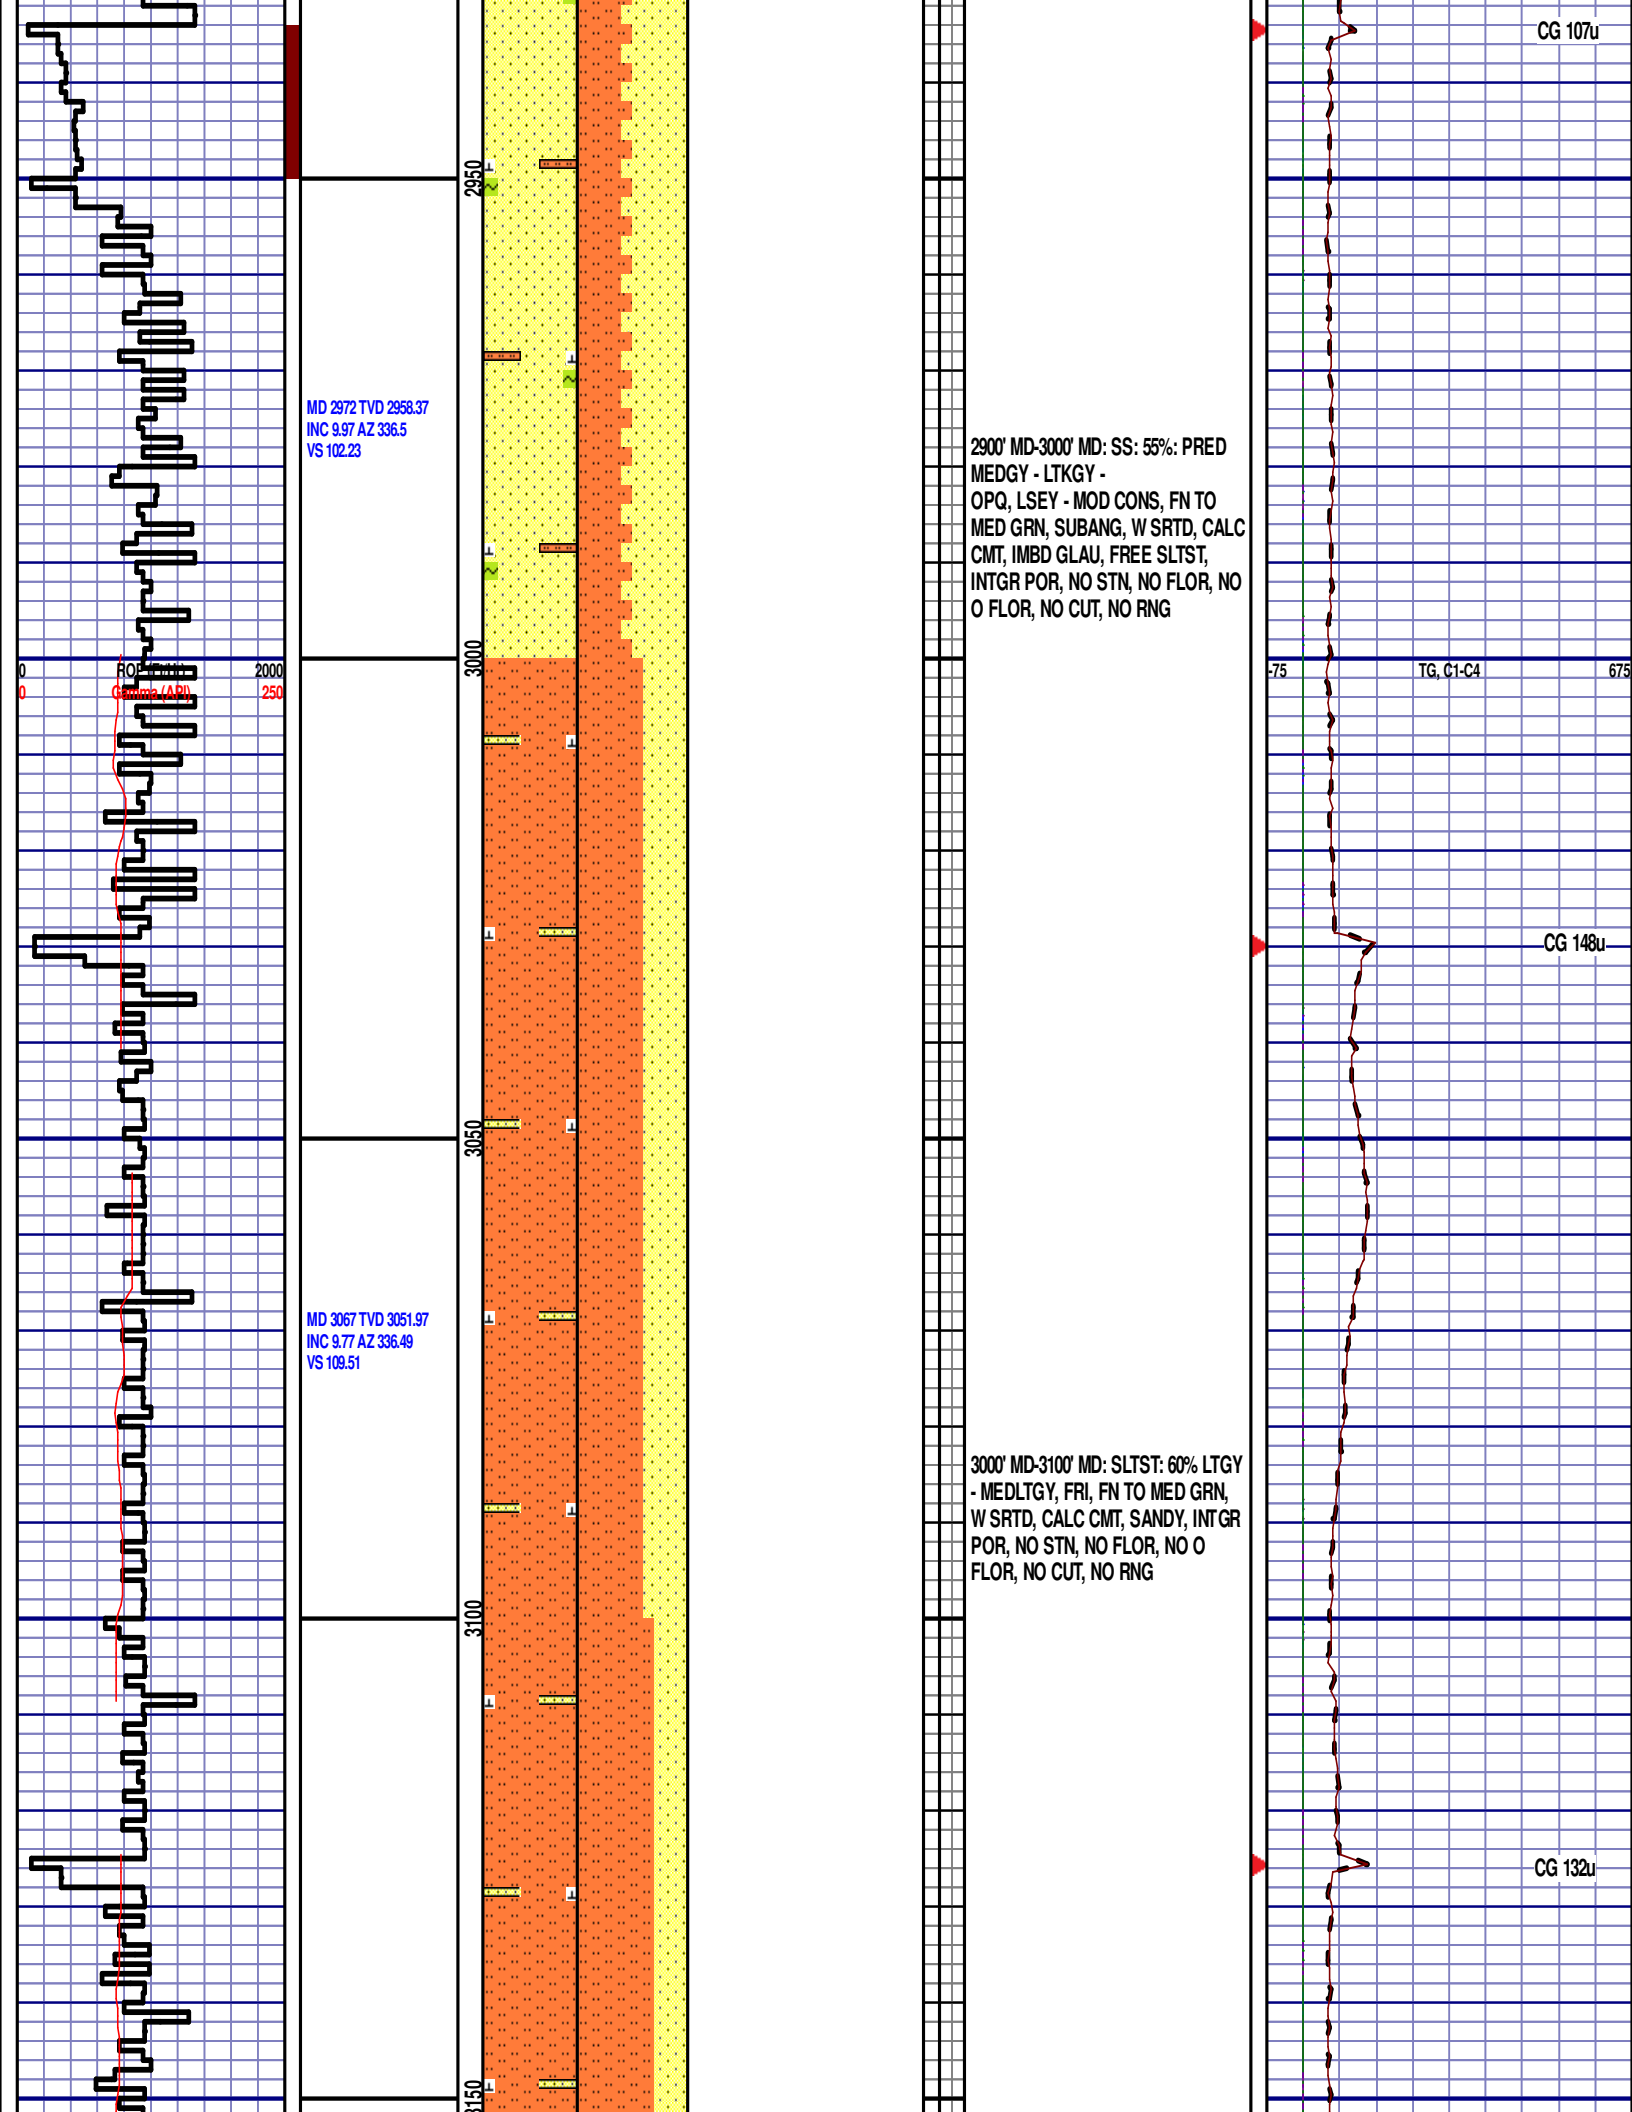 CG 107u
2950
MD 2972 TVD 2958.37
INC 9.97 AZ 336.5
VS 102.23
2900' MD-3000' MD: SS: 55%: PRED
MEDGY - LTKGY -
OPQ, LSEY - MOD CONS, FN TO
MED GRN, SUBANG, W SRTD, CALC
CMT, IMBD GLAU, FREE SLTST,
INTGR POR, NO STN, NO FLOR, NO
O FLOR, NO CUT, NO RNG
3000
0 ROP (Ft/Hr) 2000
0 Gamma (API) 250
-75 TG, C1-C4 675
CG 148u
3050
MD 3067 TVD 3051.97
INC 9.77 AZ 336.49
VS 109.51
3000' MD-3100' MD: SLTST: 60% LTGY
- MEDLTGY, FRI, FN TO MED GRN,
W SRTD, CALC CMT, SANDY, INTGR
POR, NO STN, NO FLOR, NO O
FLOR, NO CUT, NO RNG
3100
CG 132u
3150